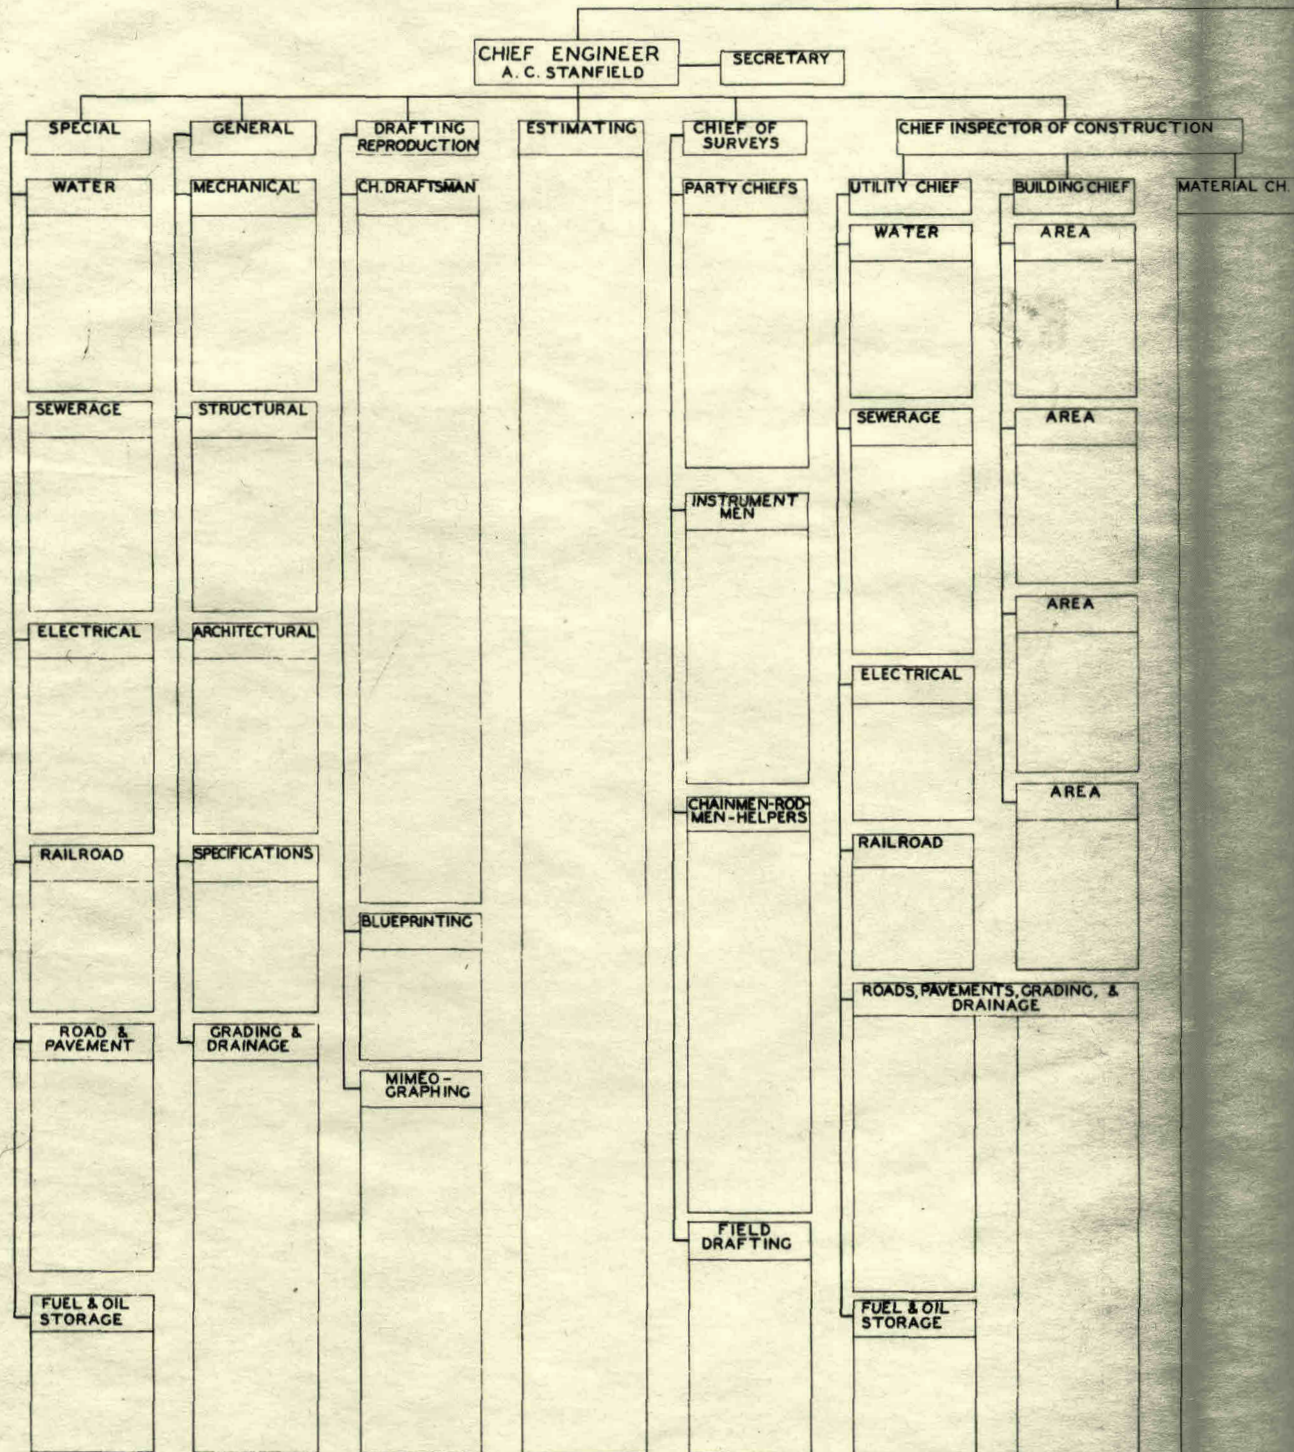 CHIEF ENGINEER
A. C. STANFIELD
SECRETARY
SPECIAL
WATER
SEWERAGE
ELECTRICAL
RAILROAD
ROAD &
PAVEMENT
FUEL & OIL
STORAGE
GENERAL
MECHANICAL
STRUCTURAL
ARCHITECTURAL
SPECIFICATIONS
GRADING &
DRAINAGE
DRAFTING
REPRODUCTION
CH. DRAFTSMAN
BLUEPRINTING
MIMEO-
GRAPHING
ESTIMATING
CHIEF OF
SURVEYS
PARTY CHIEFS
INSTRUMENT
MEN
CHAINMEN-ROD-
MEN-HELPERS
FIELD
DRAFTING
CHIEF INSPECTOR OF CONSTRUCTION
UTILITY CHIEF
WATER
SEWERAGE
ELECTRICAL
RAILROAD
ROADS, PAVEMENTS, GRADING, &
DRAINAGE
FUEL & OIL
STORAGE
BUILDING CHIEF
AREA
AREA
AREA
AREA
MATERIAL CH.